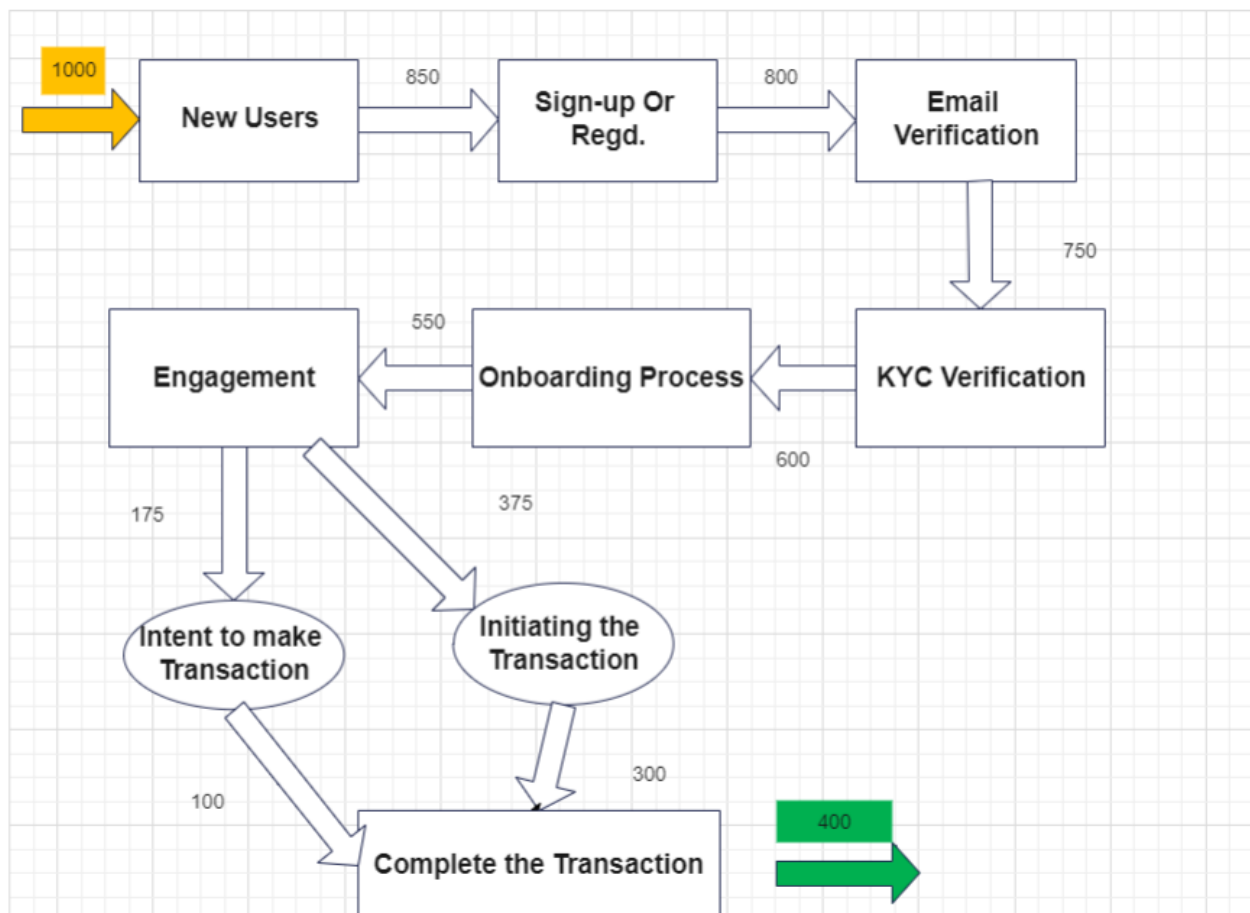 1000
New Users
850
Sign-up Or
Regd.
800
Email
Verification
750
KYC Verification
600
Onboarding Process
550
Engagement
175
375
Intent to make
Transaction
Initiating the
Transaction
100
300
Complete the Transaction
400